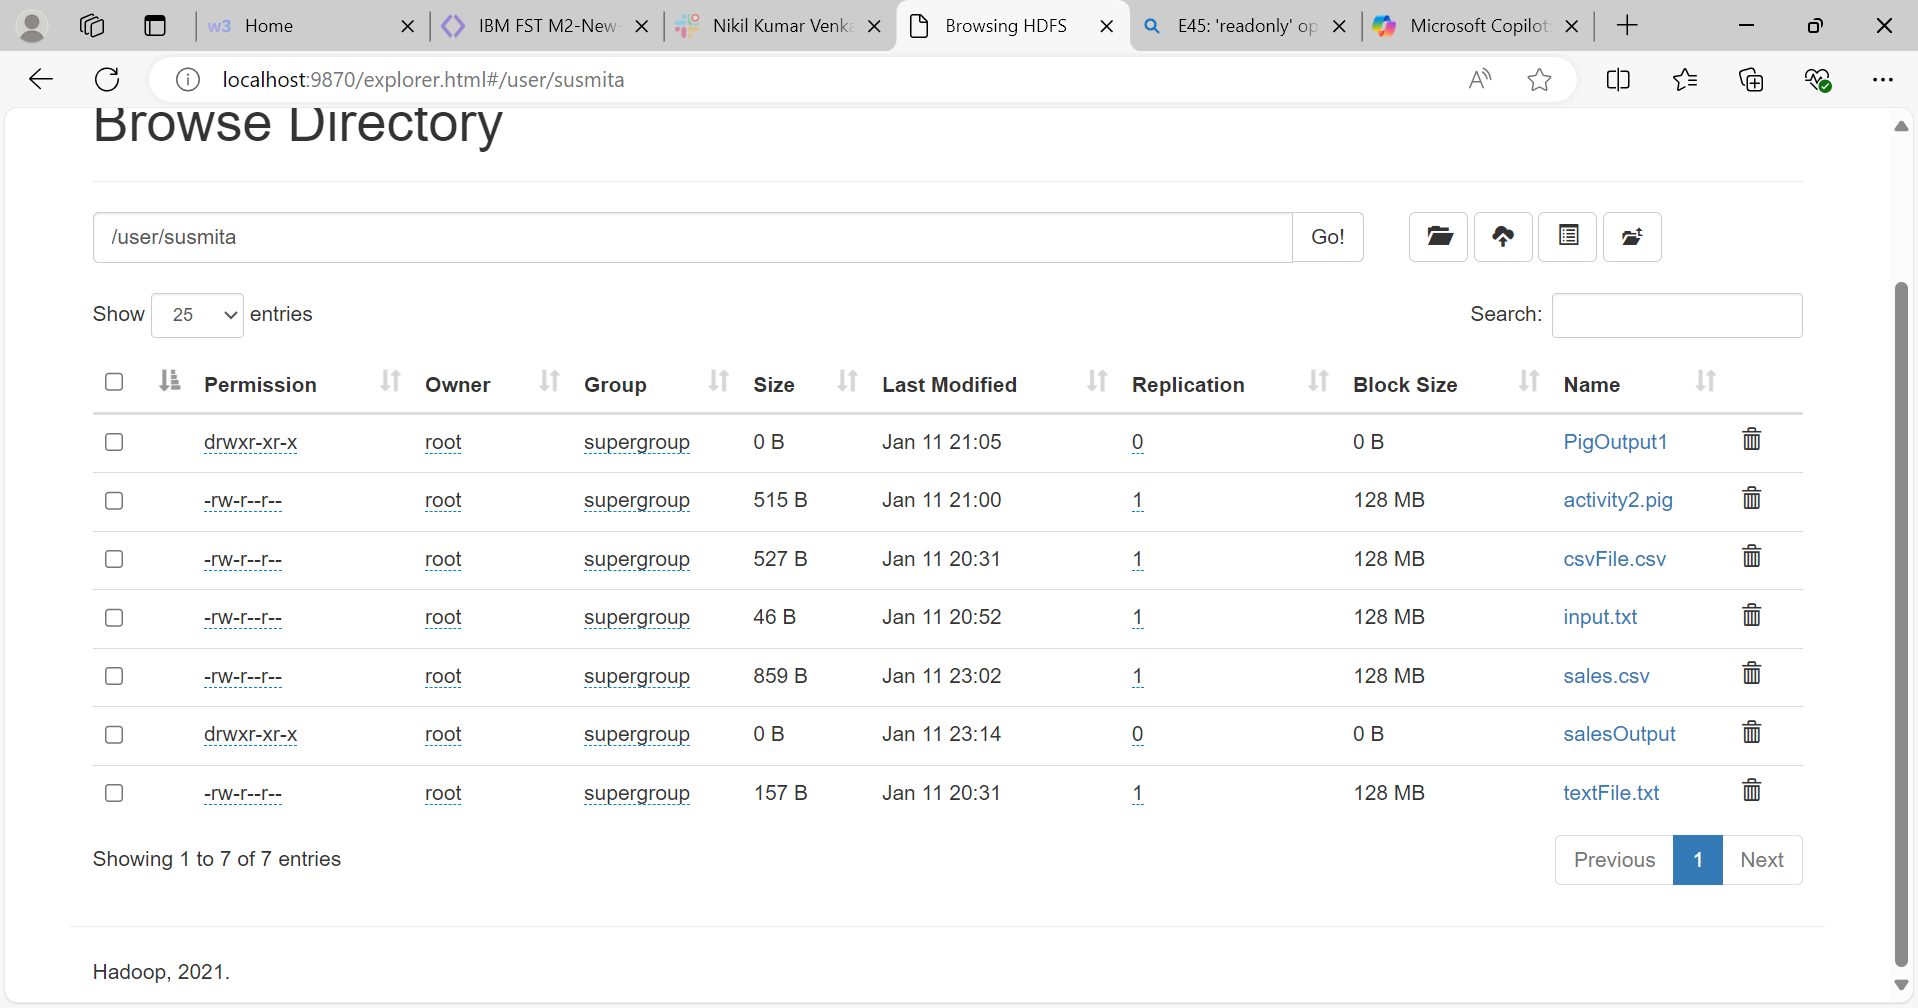 w3 Home
IBM FST M2-New-
Nikil Kumar Venka
Browsing HDFS
E45: 'readonly' op
Microsoft Copilot:
localhost:9870/explorer.html#/user/susmita
Browse Directory
/user/susmita Go!
Show 25 entries Search:
Permission Owner Group Size Last Modified Replication Block Size Name
drwxr-xr-x root supergroup 0 B Jan 11 21:05 0 0 B PigOutput1
-rw-r--r-- root supergroup 515 B Jan 11 21:00 1 128 MB activity2.pig
-rw-r--r-- root supergroup 527 B Jan 11 20:31 1 128 MB csvFile.csv
-rw-r--r-- root supergroup 46 B Jan 11 20:52 1 128 MB input.txt
-rw-r--r-- root supergroup 859 B Jan 11 23:02 1 128 MB sales.csv
drwxr-xr-x root supergroup 0 B Jan 11 23:14 0 0 B salesOutput
-rw-r--r-- root supergroup 157 B Jan 11 20:31 1 128 MB textFile.txt
Showing 1 to 7 of 7 entries Previous 1 Next
Hadoop, 2021.